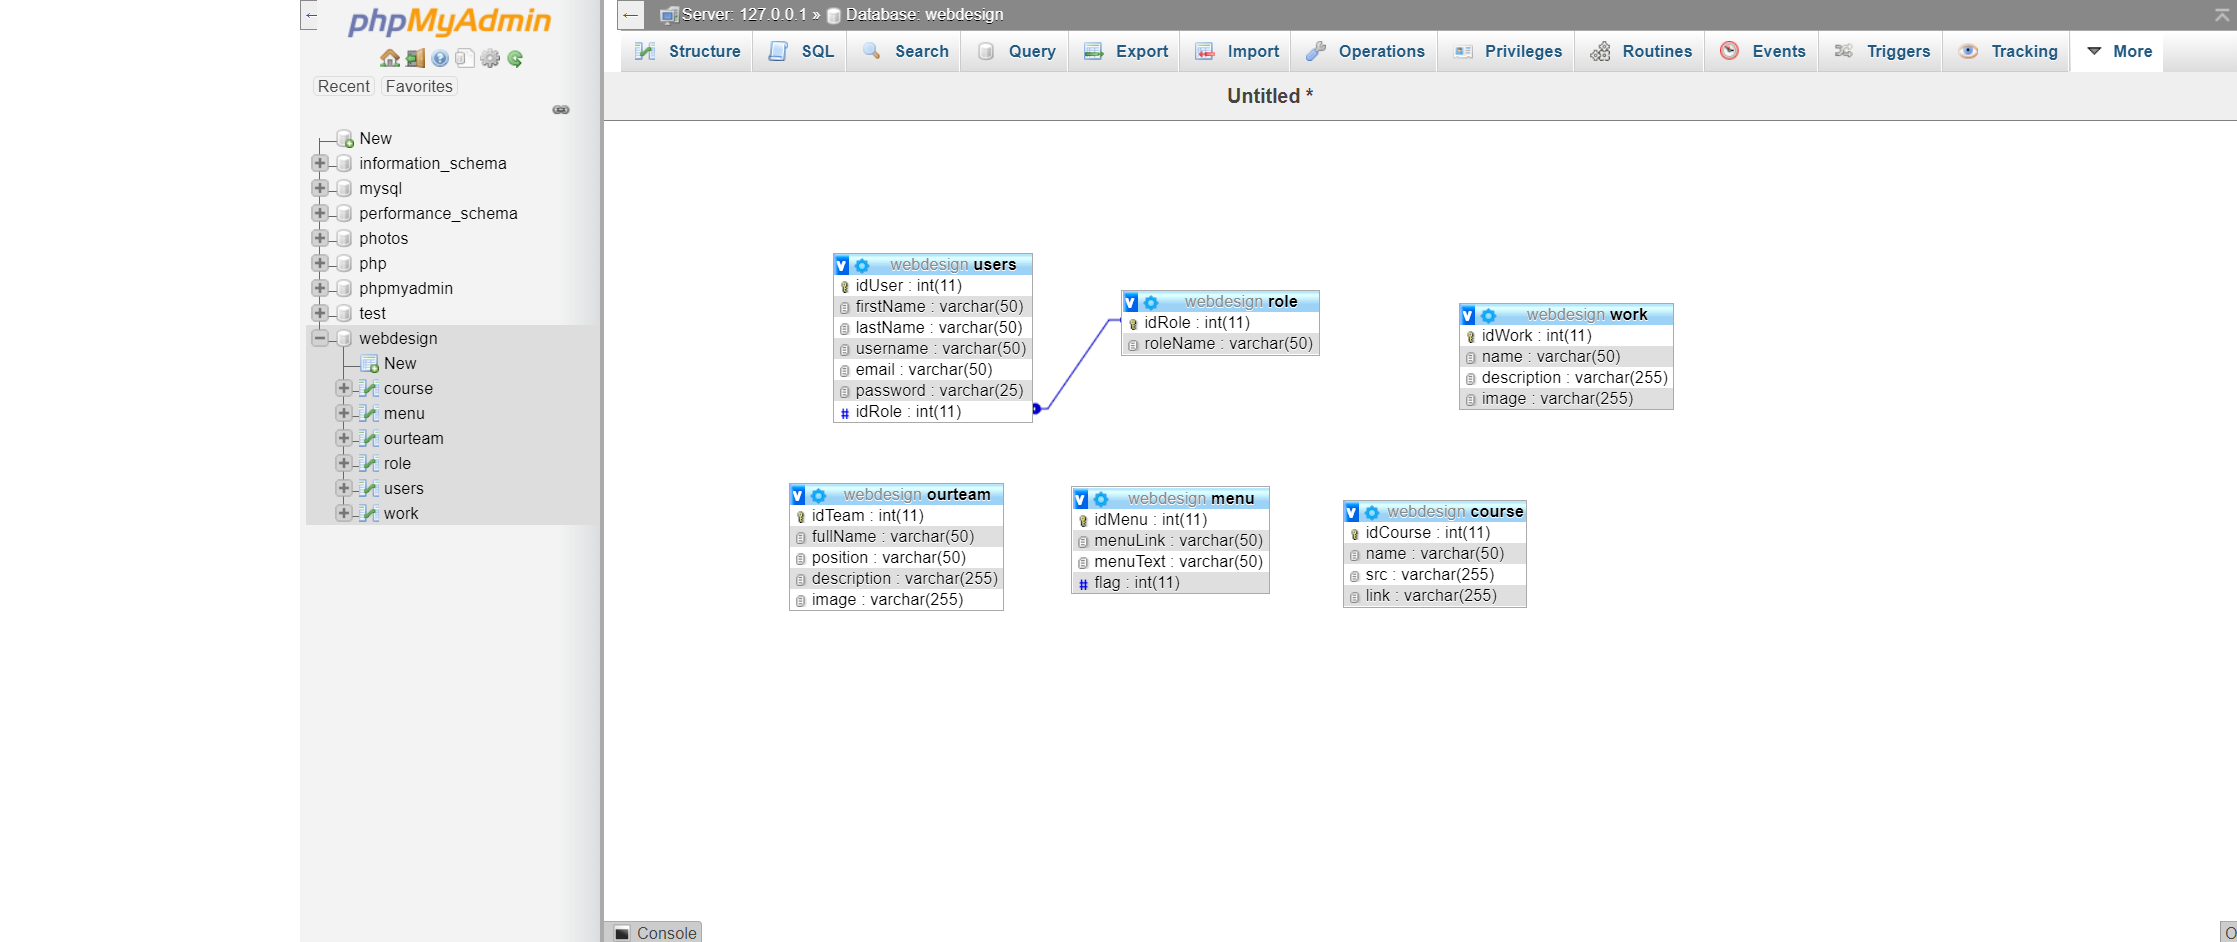 phpMyAdmin
Recent Favorites
New
information_schema
mysql
performance_schema
photos
php
phpmyadmin
test
webdesign
New
course
menu
ourteam
role
users
work
← Server: 127.0.0.1 » Database: webdesign
Structure SQL Search Query Export Import Operations Privileges Routines Events Triggers Tracking More
Untitled *
v webdesign users
idUser : int(11)
firstName : varchar(50)
lastName : varchar(50)
username : varchar(50)
email : varchar(50)
password : varchar(25)
# idRole : int(11)
v webdesign role
idRole : int(11)
roleName : varchar(50)
v webdesign work
idWork : int(11)
name : varchar(50)
description : varchar(255)
image : varchar(255)
v webdesign ourteam
idTeam : int(11)
fullName : varchar(50)
position : varchar(50)
description : varchar(255)
image : varchar(255)
v webdesign menu
idMenu : int(11)
menuLink : varchar(50)
menuText : varchar(50)
# flag : int(11)
v webdesign course
idCourse : int(11)
name : varchar(50)
src : varchar(255)
link : varchar(255)
Console